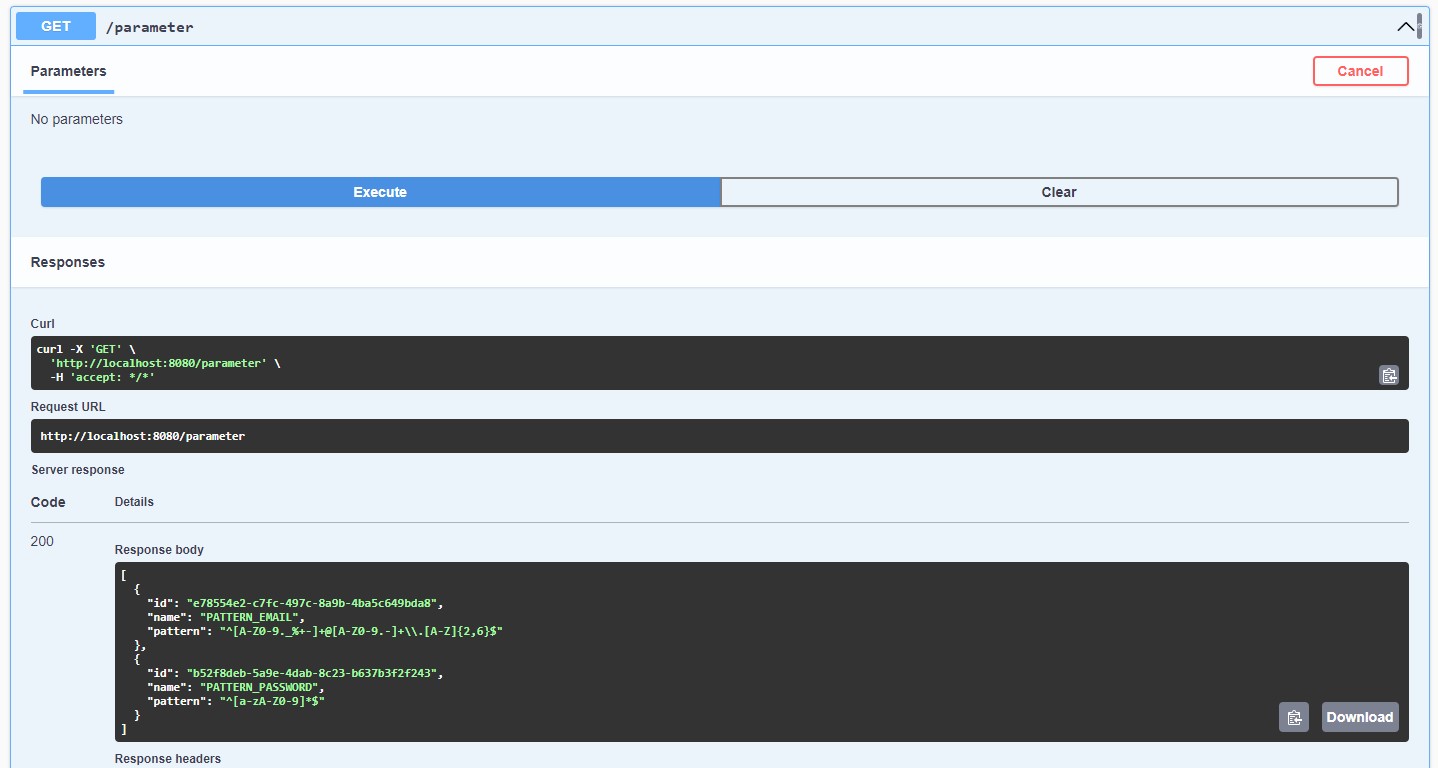 GET /parameter
Parameters Cancel
No parameters
Execute Clear
Responses
Curl
curl -X 'GET' \
  'http://localhost:8080/parameter' \
  -H 'accept: */*'
Request URL
http://localhost:8080/parameter
Server response
Code Details
200
Response body
[
  {
    "id": "e78554e2-c7fc-497c-8a9b-4ba5c649bda8",
    "name": "PATTERN_EMAIL",
    "pattern": "^[A-Z0-9._%+-]+@[A-Z0-9.-]+\\.[A-Z]{2,6}$"
  },
  {
    "id": "b52f8deb-5a9e-4dab-8c23-b637b3f2f243",
    "name": "PATTERN_PASSWORD",
    "pattern": "^[a-zA-Z0-9]*$"
  }
]
Download
Response headers